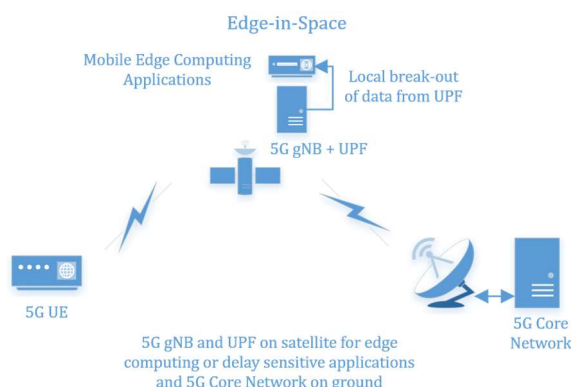 Edge-in-Space
Mobile Edge Computing
Applications
Local break-out
of data from UPF
5G gNB + UPF
5G UE
5G Core
Network
5G gNB and UPF on satellite for edge
computing or delay sensitive applications
and 5G Core Network on ground